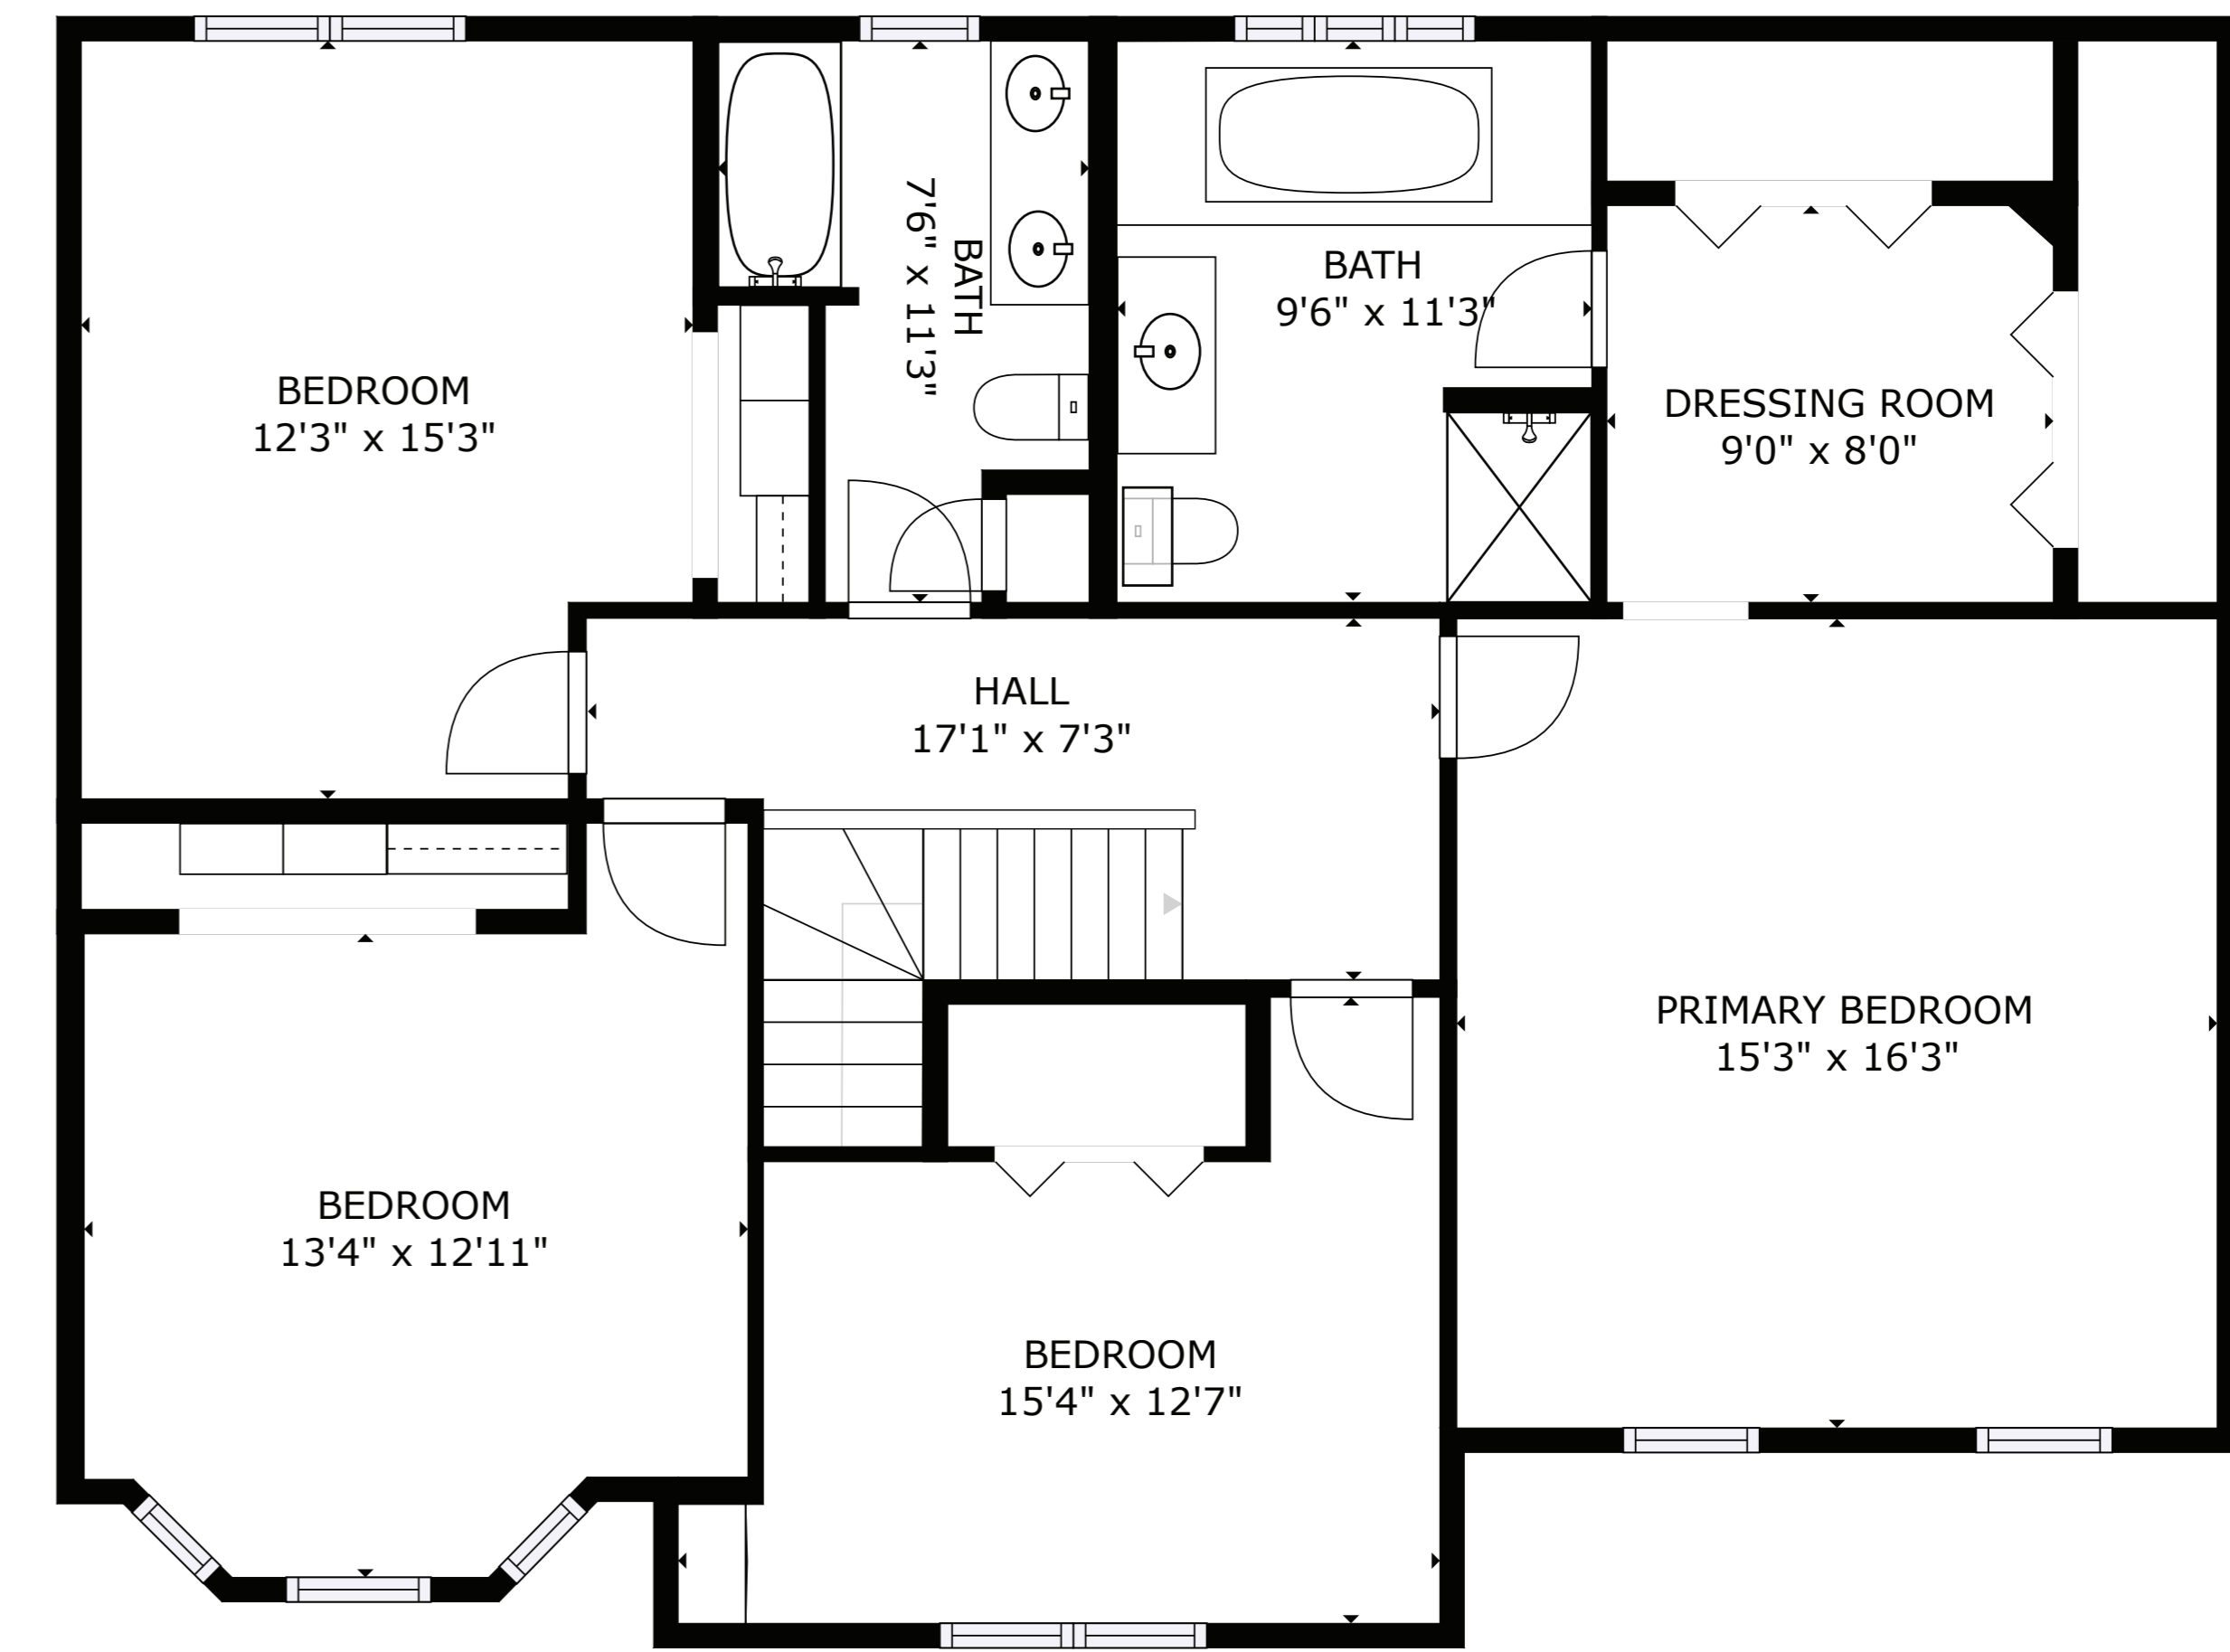 BATH
7'6" x 11'3"
BATH
9'6" x 11'3"
BEDROOM
12'3" x 15'3"
DRESSING ROOM
9'0" x 8'0"
HALL
17'1" x 7'3"
PRIMARY BEDROOM
15'3" x 16'3"
BEDROOM
13'4" x 12'11"
BEDROOM
15'4" x 12'7"